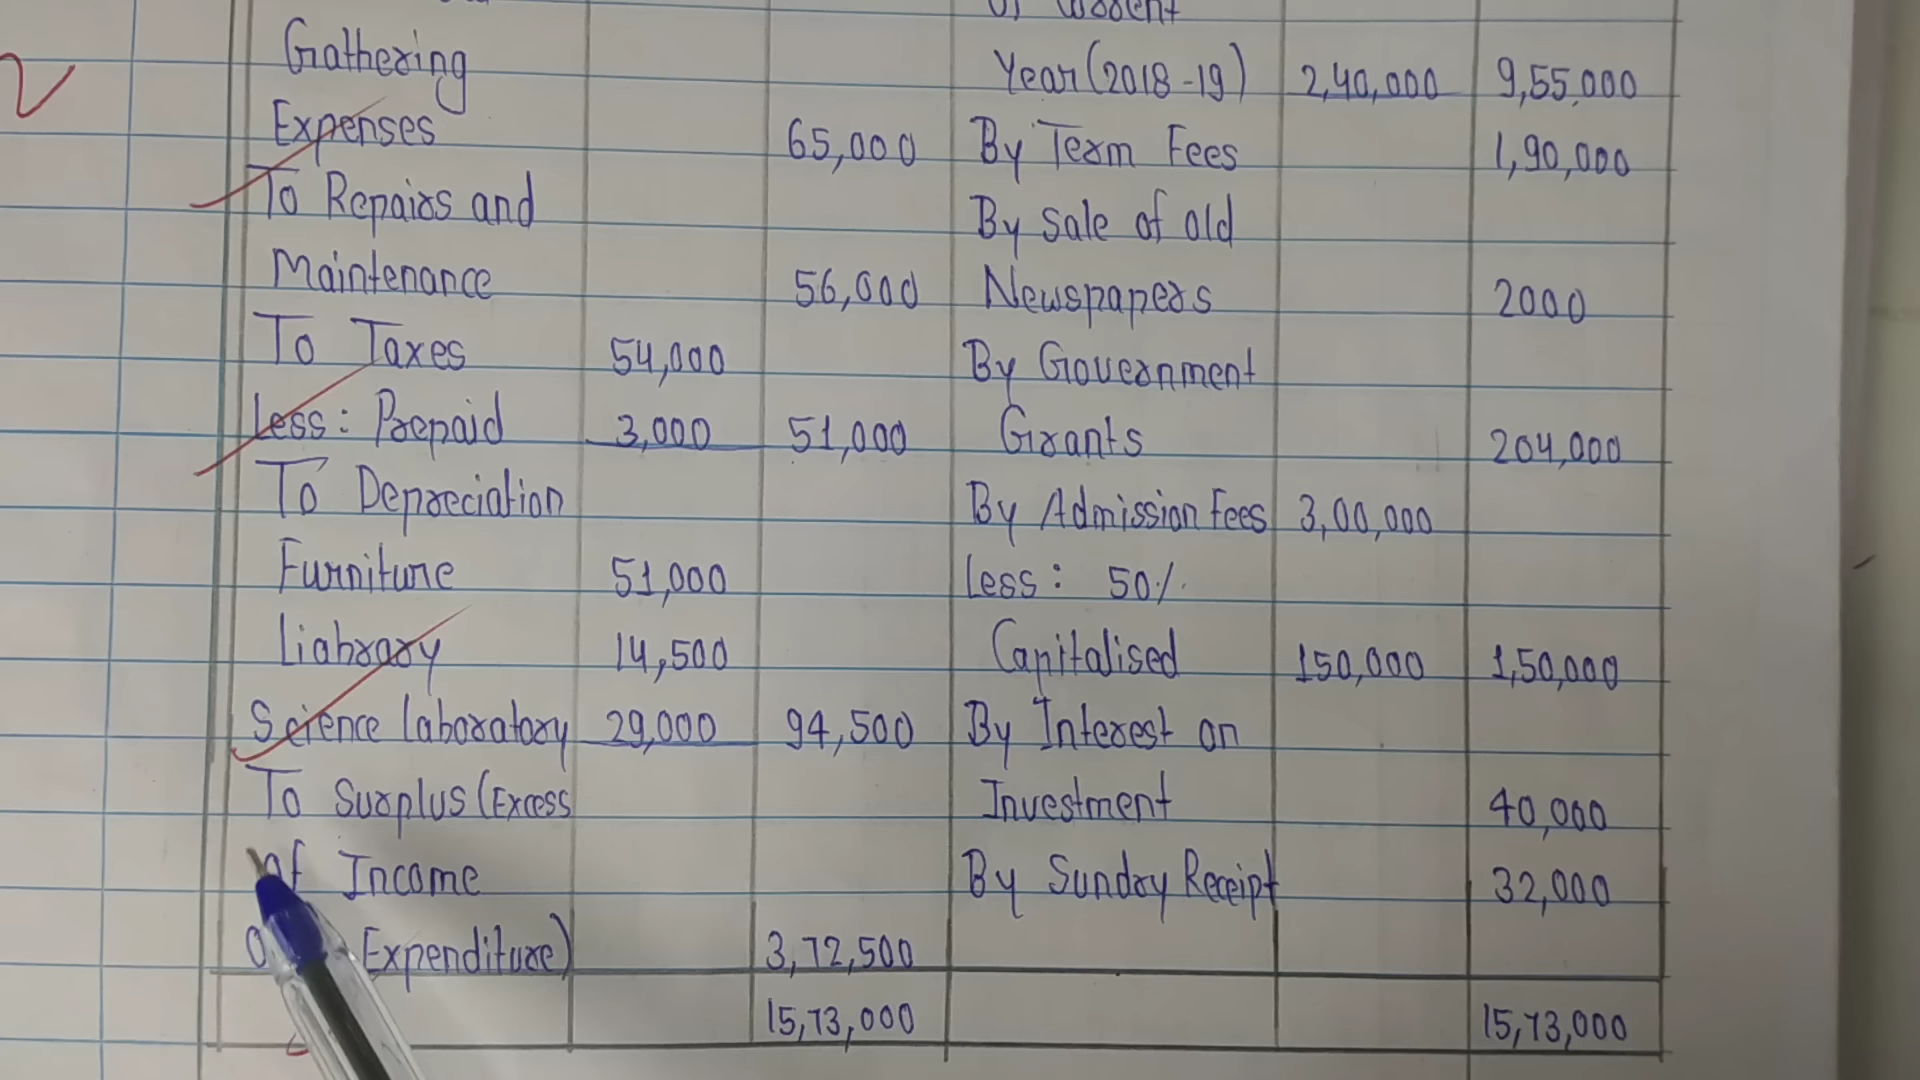 Gathering
Year (2018-19) 2,40,000 9,55,000
Expenses 65,000 By Term Fees 1,90,000
To Repairs and By Sale of old
Maintenance 56,000 Newspapers 2000
To Taxes 54,000 By Government
Less: Prepaid 3,000 51,000 Grants 204,000
To Depreciation By Admission Fees 3,00,000
Furniture 51,000 Less: 50%
Liabrary 14,500 Capitalised 150,000 1,50,000
Science laboratory 29,000 94,500 By Interest on
To Surplus (Excess Investment 40,000
of Income By Sundry Receipt 32,000
Expenditure) 3,72,500
15,73,000 15,73,000